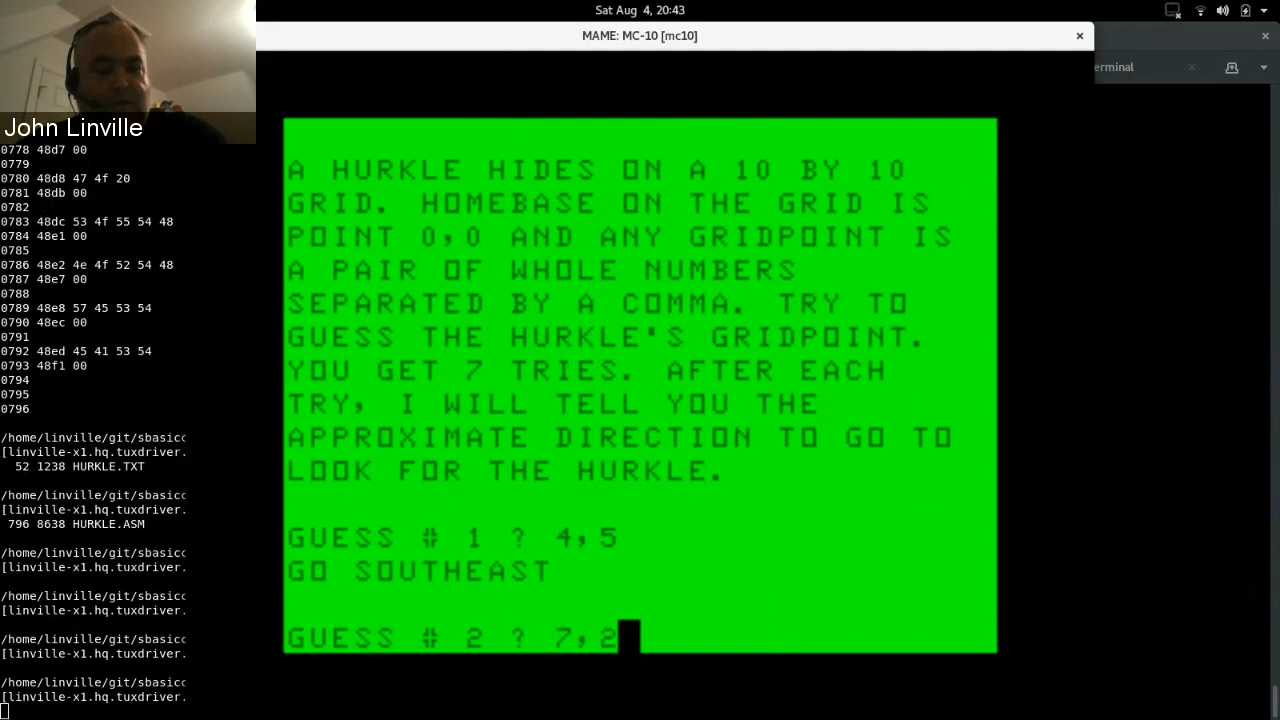 Sat Aug 4, 20:43
MAME: MC-10 [mc10]
erminal
John Linville
0778 48d7 00
0779
0780 48d8 47 4f 20
0781 48db 00
0782
0783 48dc 53 4f 55 54 48
0784 48e1 00
0785
0786 48e2 4e 4f 52 54 48
0787 48e7 00
0788
0789 48e8 57 45 53 54
0790 48ec 00
0791
0792 48ed 45 41 53 54
0793 48f1 00
0794
0795
0796
/home/linville/git/sbasicc
[linville-x1.hq.tuxdriver.
52 1238 HURKLE.TXT
/home/linville/git/sbasicc
[linville-x1.hq.tuxdriver.
796 8638 HURKLE.ASM
/home/linville/git/sbasicc
[linville-x1.hq.tuxdriver.
/home/linville/git/sbasicc
[linville-x1.hq.tuxdriver.
/home/linville/git/sbasicc
[linville-x1.hq.tuxdriver.
/home/linville/git/sbasicc
[linville-x1.hq.tuxdriver.
A HURKLE HIDES ON A 10 BY 10
GRID. HOMEBASE ON THE GRID IS
POINT 0,0 AND ANY GRIDPOINT IS
A PAIR OF WHOLE NUMBERS
SEPARATED BY A COMMA. TRY TO
GUESS THE HURKLE'S GRIDPOINT.
YOU GET 7 TRIES. AFTER EACH
TRY, I WILL TELL YOU THE
APPROXIMATE DIRECTION TO GO TO
LOOK FOR THE HURKLE.
GUESS # 1 ? 4,5
GO SOUTHEAST
GUESS # 2 ? 7,2